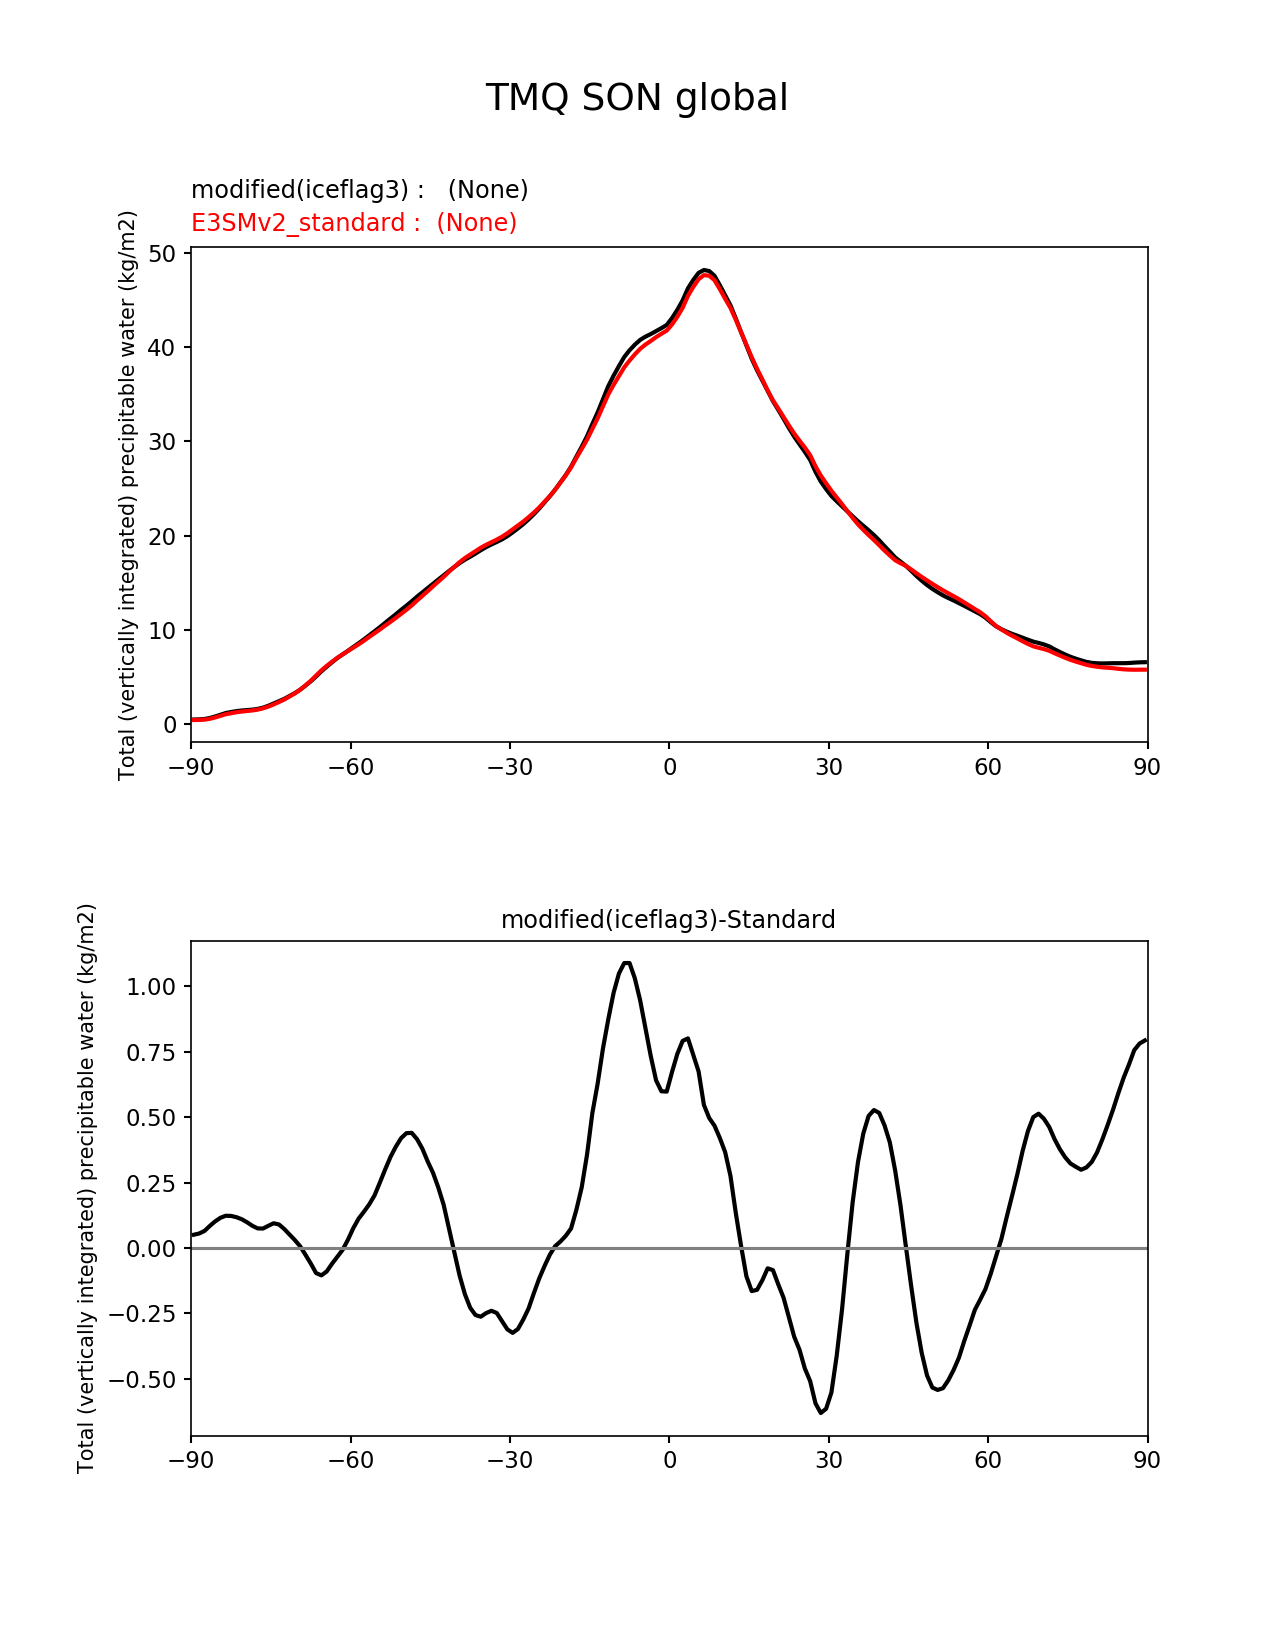 TMQ SON global
modified(iceflag3) :   (None)
E3SMv2_standard :  (None)
Total (vertically integrated) precipitable water (kg/m2)
50
40
30
20
10
0
−90 −60 −30 0 30 60 90
modified(iceflag3)-Standard
Total (vertically integrated) precipitable water (kg/m2)
1.00
0.75
0.50
0.25
0.00
−0.25
−0.50
−90 −60 −30 0 30 60 90